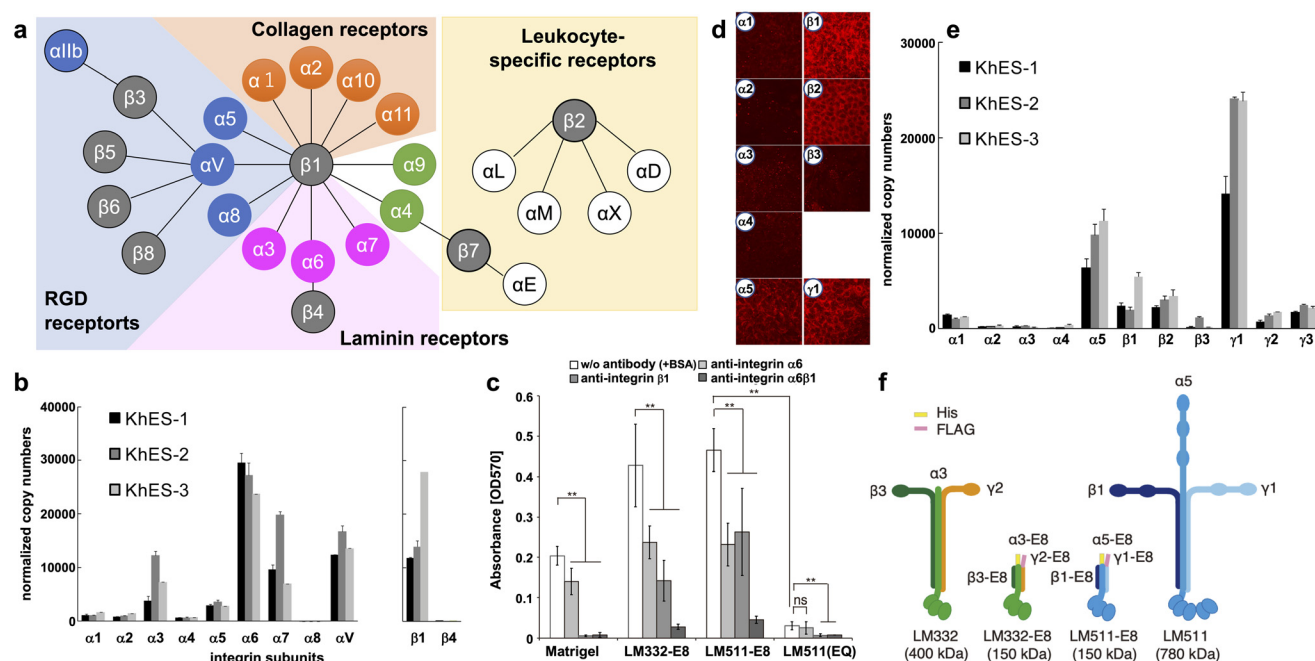 a
Collagen receptors
Leukocyte-
specific receptors
αIIb
β3
α5
α1
α2
α10
α11
β5
αV
β1
α9
β6
α8
α4
β8
α3
α6
α7
β4
β7
αE
β2
αL
αM
αX
αD
RGD
receptorts
Laminin receptors
b
normalized copy numbers
40000
30000
20000
10000
0
KhES-1
KhES-2
KhES-3
α1 α2 α3 α4 α5 α6 α7 α8 αV β1 β4
integrin subunits
c
w/o antibody (+BSA)
anti-integrin α6
anti-integrin β1
anti-integrin α6β1
Absorbance [OD570]
0.6
0.5
0.4
0.3
0.2
0.1
0
**
**
**
**
**
ns
Matrigel LM332-E8 LM511-E8 LM511(EQ)
d
α1
β1
α2
β2
α3
β3
α4
α5
γ1
e
normalized copy numbers
30000
20000
10000
0
KhES-1
KhES-2
KhES-3
α1 α2 α3 α4 α5 β1 β2 β3 γ1 γ2 γ3
f
His
FLAG
β3
α3
γ2
α3-E8
γ2-E8
β3-E8
α5-E8
γ1-E8
β1-E8
α5
β1
γ1
LM332
(400 kDa)
LM332-E8
(150 kDa)
LM511-E8
(150 kDa)
LM511
(780 kDa)